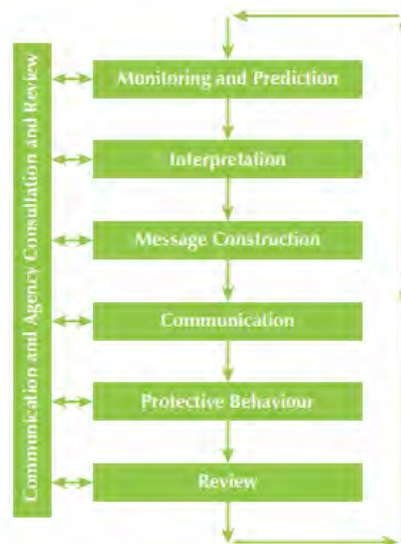 Communication and Agency Consultation and Review
Monitoring and Prediction
Interpretation
Message Construction
Communication
Protective Behaviour
Review